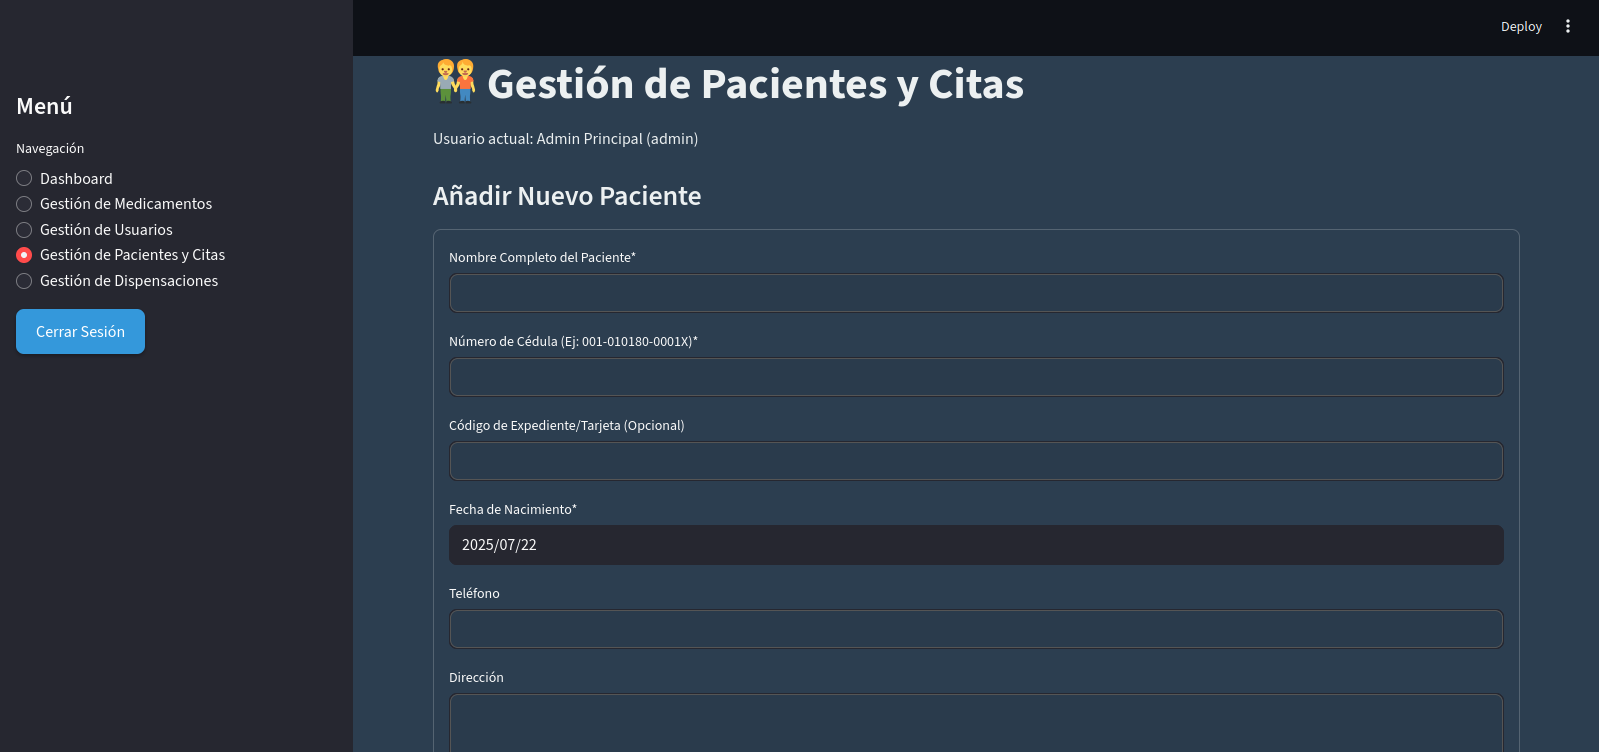 Deploy
Menú
Navegación
Dashboard
Gestión de Medicamentos
Gestión de Usuarios
Gestión de Pacientes y Citas
Gestión de Dispensaciones
Cerrar Sesión
Gestión de Pacientes y Citas
Usuario actual: Admin Principal (admin)
Añadir Nuevo Paciente
Nombre Completo del Paciente*
Número de Cédula (Ej: 001-010180-0001X)*
Código de Expediente/Tarjeta (Opcional)
Fecha de Nacimiento*
2025/07/22
Teléfono
Dirección